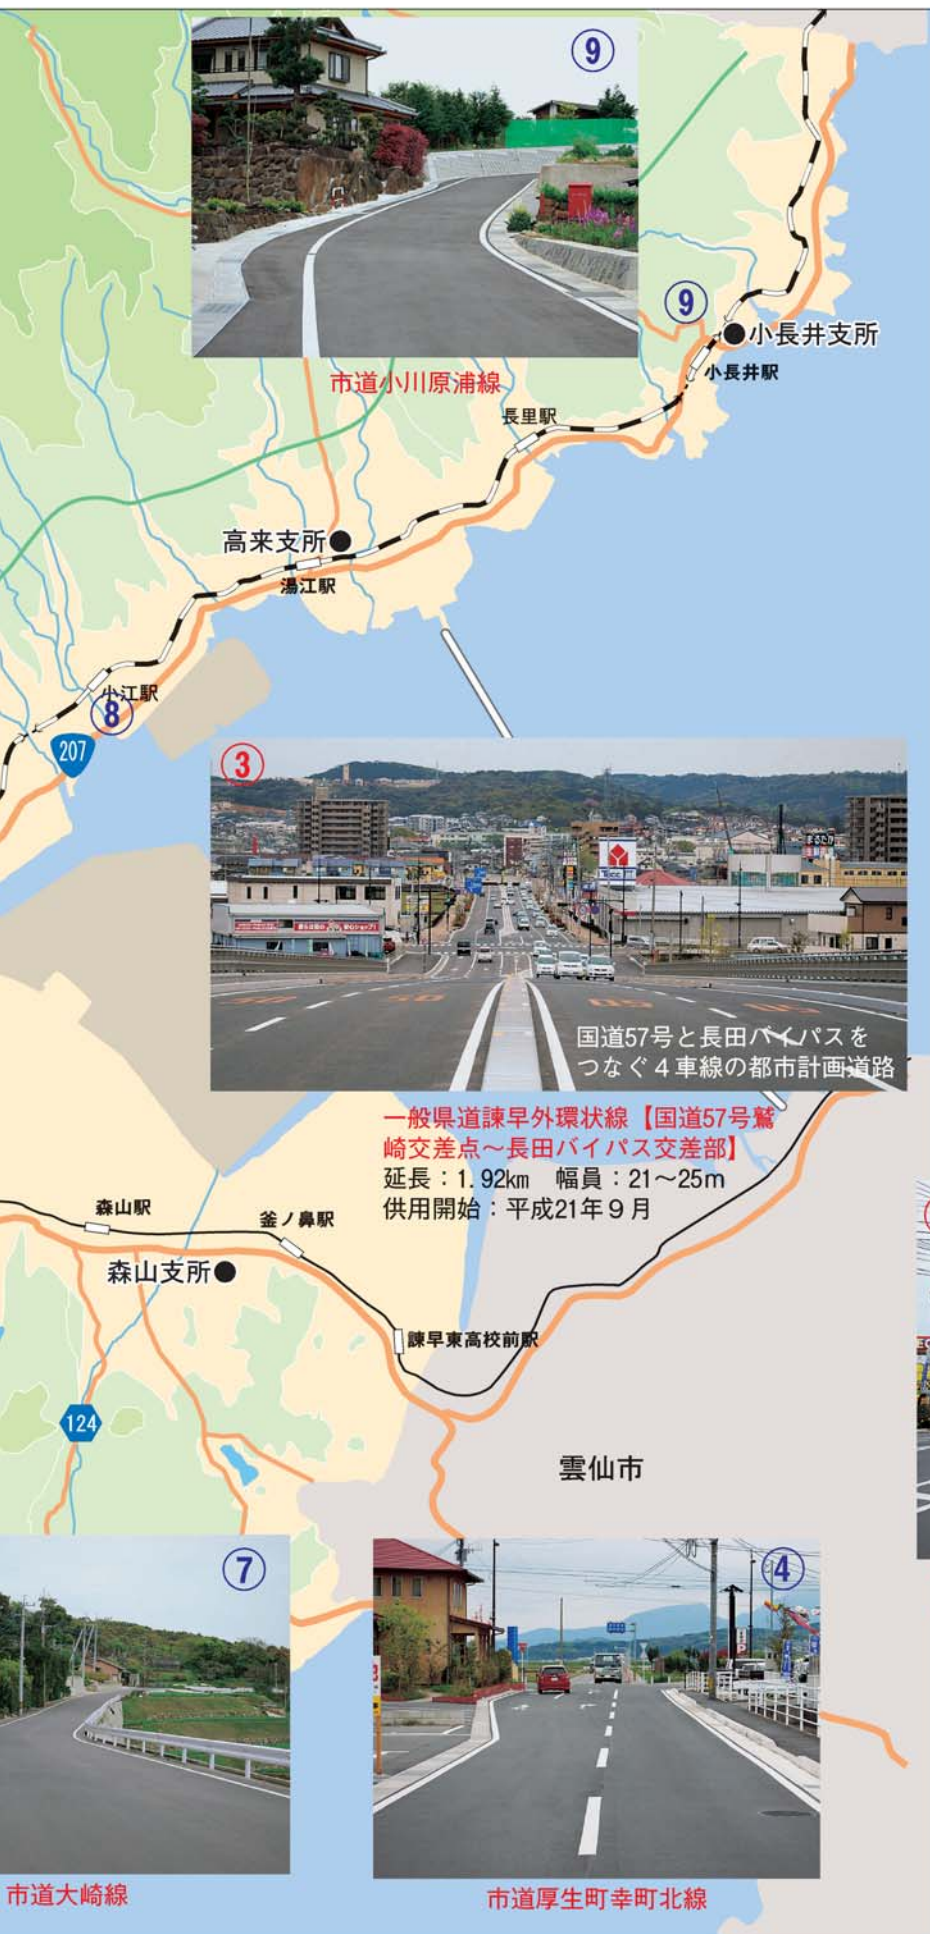 ⑨
市道小川原浦線
⑨
小長井支所
小長井駅
長里駅
高来支所
湯江駅
小江駅
⑧
207
③
国道57号と長田バイパスを
つなぐ4車線の都市計画道路
一般県道諫早外環状線【国道57号鷲
崎交差点～長田バイパス交差部】
延長：1.92km 幅員：21～25m
供用開始：平成21年9月
森山駅
釜ノ鼻駅
森山支所
諫早東高校前駅
124
雲仙市
⑦
市道大崎線
④
市道厚生町幸町北線